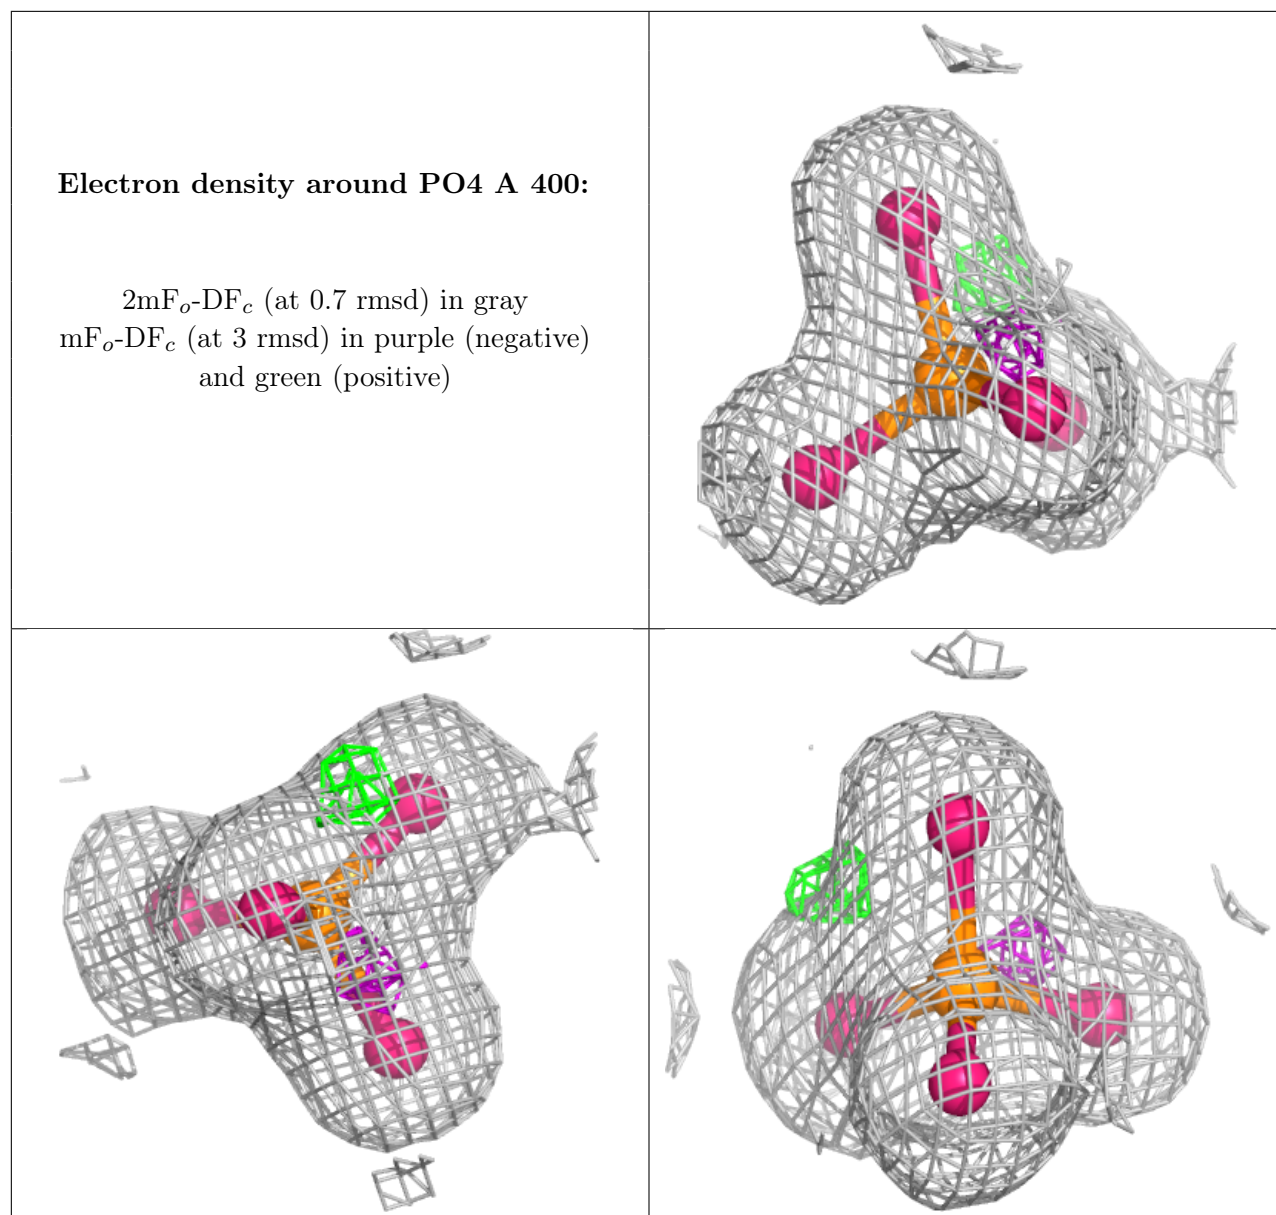 Electron density around PO4 A 400:
2mFo-DFc (at 0.7 rmsd) in gray
mFo-DFc (at 3 rmsd) in purple (negative)
and green (positive)